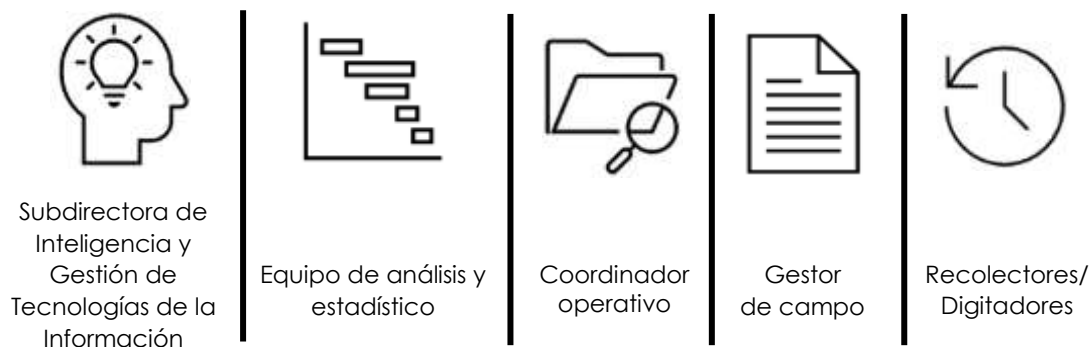 Subdirectora de
Inteligencia y
Gestión de
Tecnologías de la
Información
Equipo de análisis y
estadístico
Coordinador
operativo
Gestor
de campo
Recolectores/
Digitadores